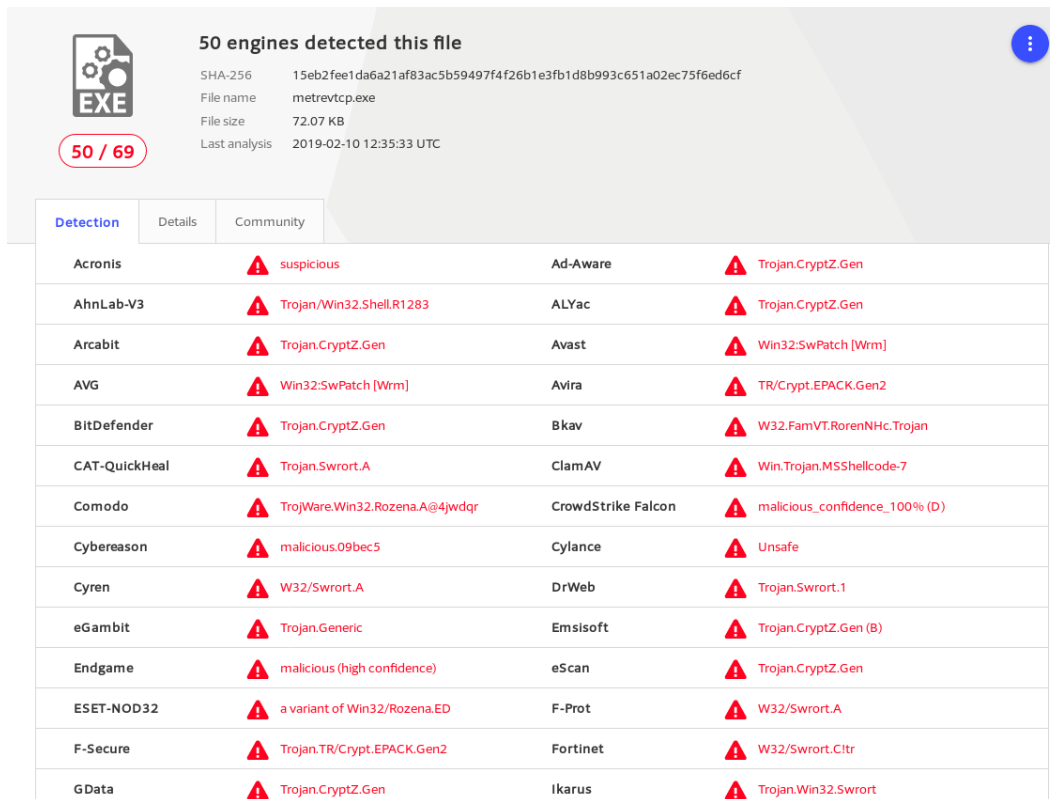 50 engines detected this file
SHA-256 15eb2fee1da6a21af83ac5b59497f4f26b1e3fb1d8b993c651a02ec75f6ed6cf
File name metrevtcp.exe
File size 72.07 KB
Last analysis 2019-02-10 12:35:33 UTC
EXE
50 / 69
Detection Details Community
Acronis suspicious Ad-Aware Trojan.CryptZ.Gen
AhnLab-V3 Trojan/Win32.Shell.R1283 ALYac Trojan.CryptZ.Gen
Arcabit Trojan.CryptZ.Gen Avast Win32:SwPatch [Wrm]
AVG Win32:SwPatch [Wrm] Avira TR/Crypt.EPACK.Gen2
BitDefender Trojan.CryptZ.Gen Bkav W32.FamVT.RorenNHc.Trojan
CAT-QuickHeal Trojan.Swrort.A ClamAV Win.Trojan.MSShellcode-7
Comodo TrojWare.Win32.Rozena.A@4jwdqr CrowdStrike Falcon malicious_confidence_100% (D)
Cybereason malicious.09bec5 Cylance Unsafe
Cyren W32/Swrort.A DrWeb Trojan.Swrort.1
eGambit Trojan.Generic Emsisoft Trojan.CryptZ.Gen (B)
Endgame malicious (high confidence) eScan Trojan.CryptZ.Gen
ESET-NOD32 a variant of Win32/Rozena.ED F-Prot W32/Swrort.A
F-Secure Trojan.TR/Crypt.EPACK.Gen2 Fortinet W32/Swrort.C!tr
GData Trojan.CryptZ.Gen Ikarus Trojan.Win32.Swrort